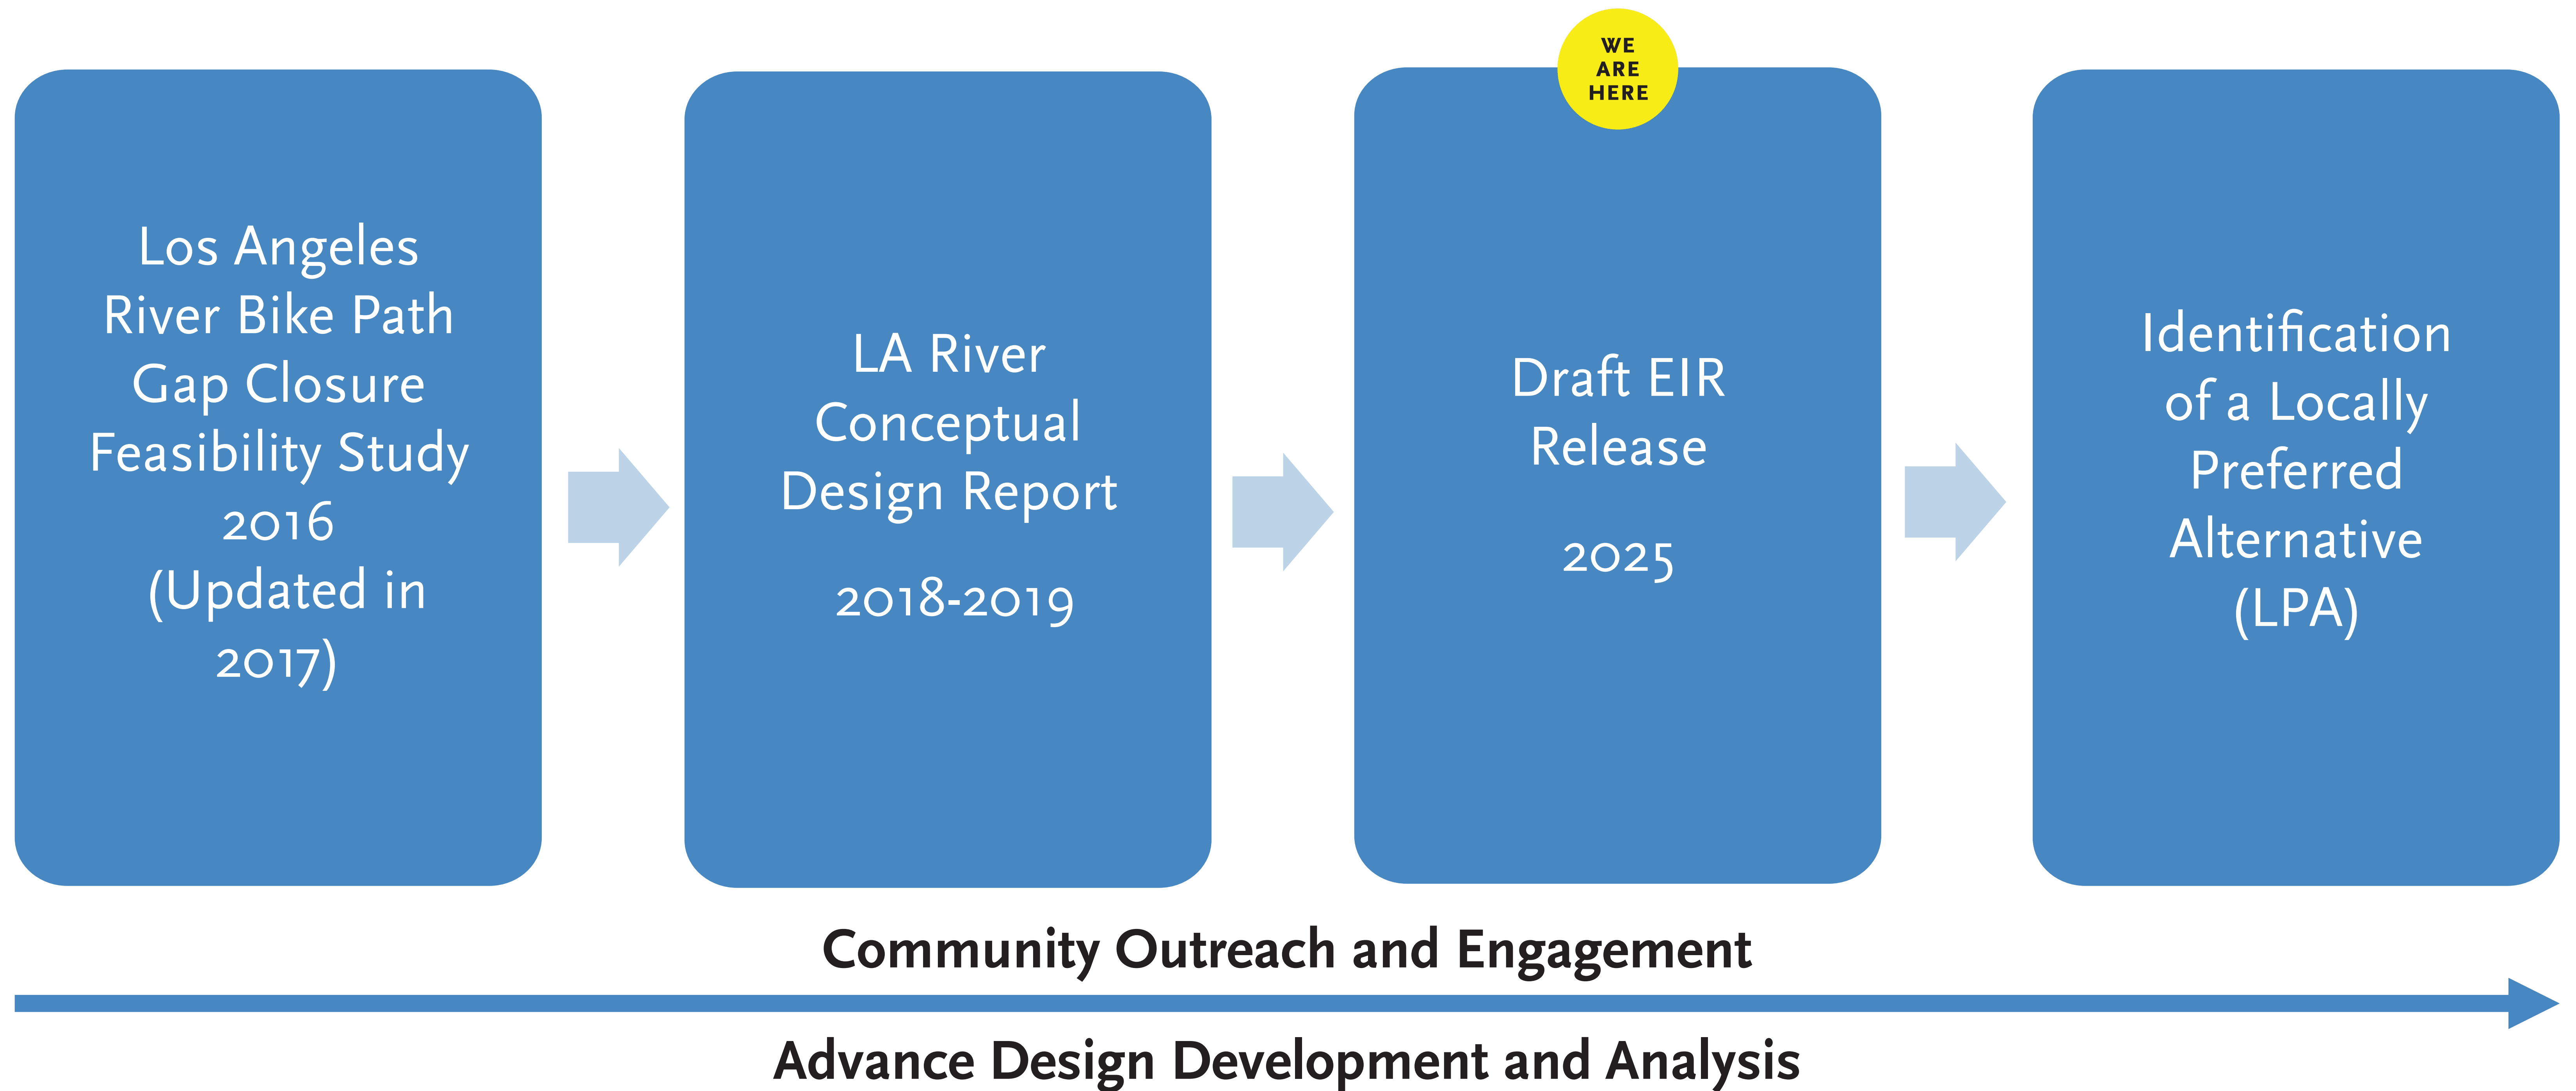 Los Angeles
River Bike Path
Gap Closure
Feasibility Study
2016
(Updated in
2017)
LA River
Conceptual
Design Report
2018-2019
WE
ARE
HERE
Draft EIR
Release
2025
Identification
of a Locally
Preferred
Alternative
(LPA)
Community Outreach and Engagement
Advance Design Development and Analysis